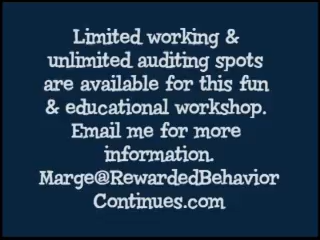 Limited working &
unlimited auditing spots
are available for this fun
& educational workshop.
Email me for more
information.
Marge@RewardedBehavior
Continues.com